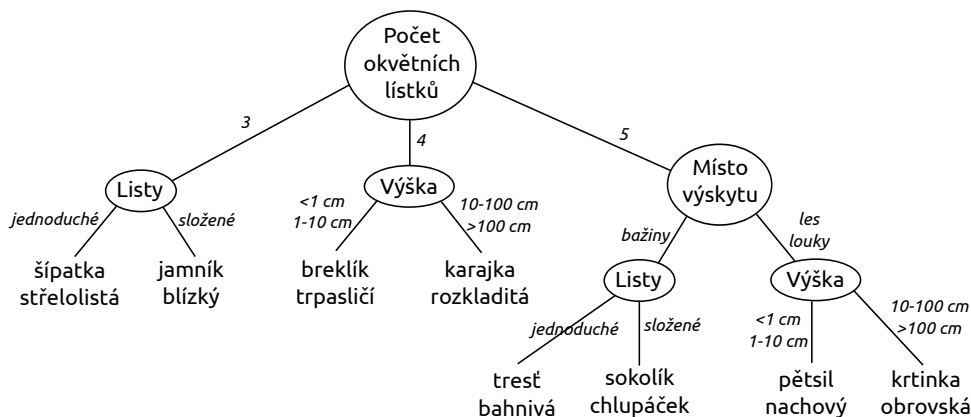 Počet
okvětních
lístků
3
4
5
Listy
Výška
Místo
výskytu
jednoduché
složené
<1 cm
1-10 cm
10-100 cm
>100 cm
bažiny
les
louky
šípatka
střelolistá
jamník
blízký
breklík
trpasličí
karajka
rozkladitá
Listy
Výška
jednoduché
složené
<1 cm
1-10 cm
10-100 cm
>100 cm
tresť
bahnivá
sokolík
chlupáček
pětsil
nachový
krtinka
obrovská